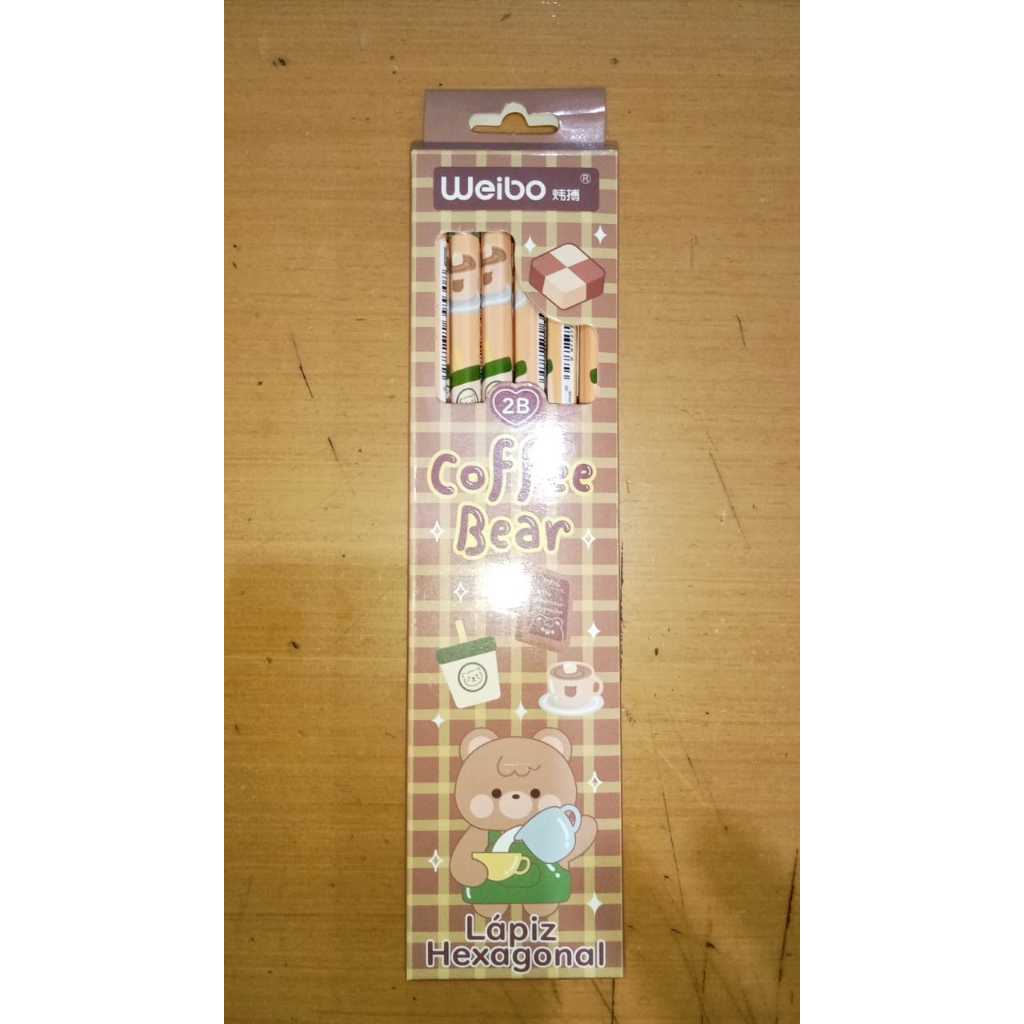 Weibo 炜搏 ®
2B
Coffee
Bear
Lápiz
Hexagonal